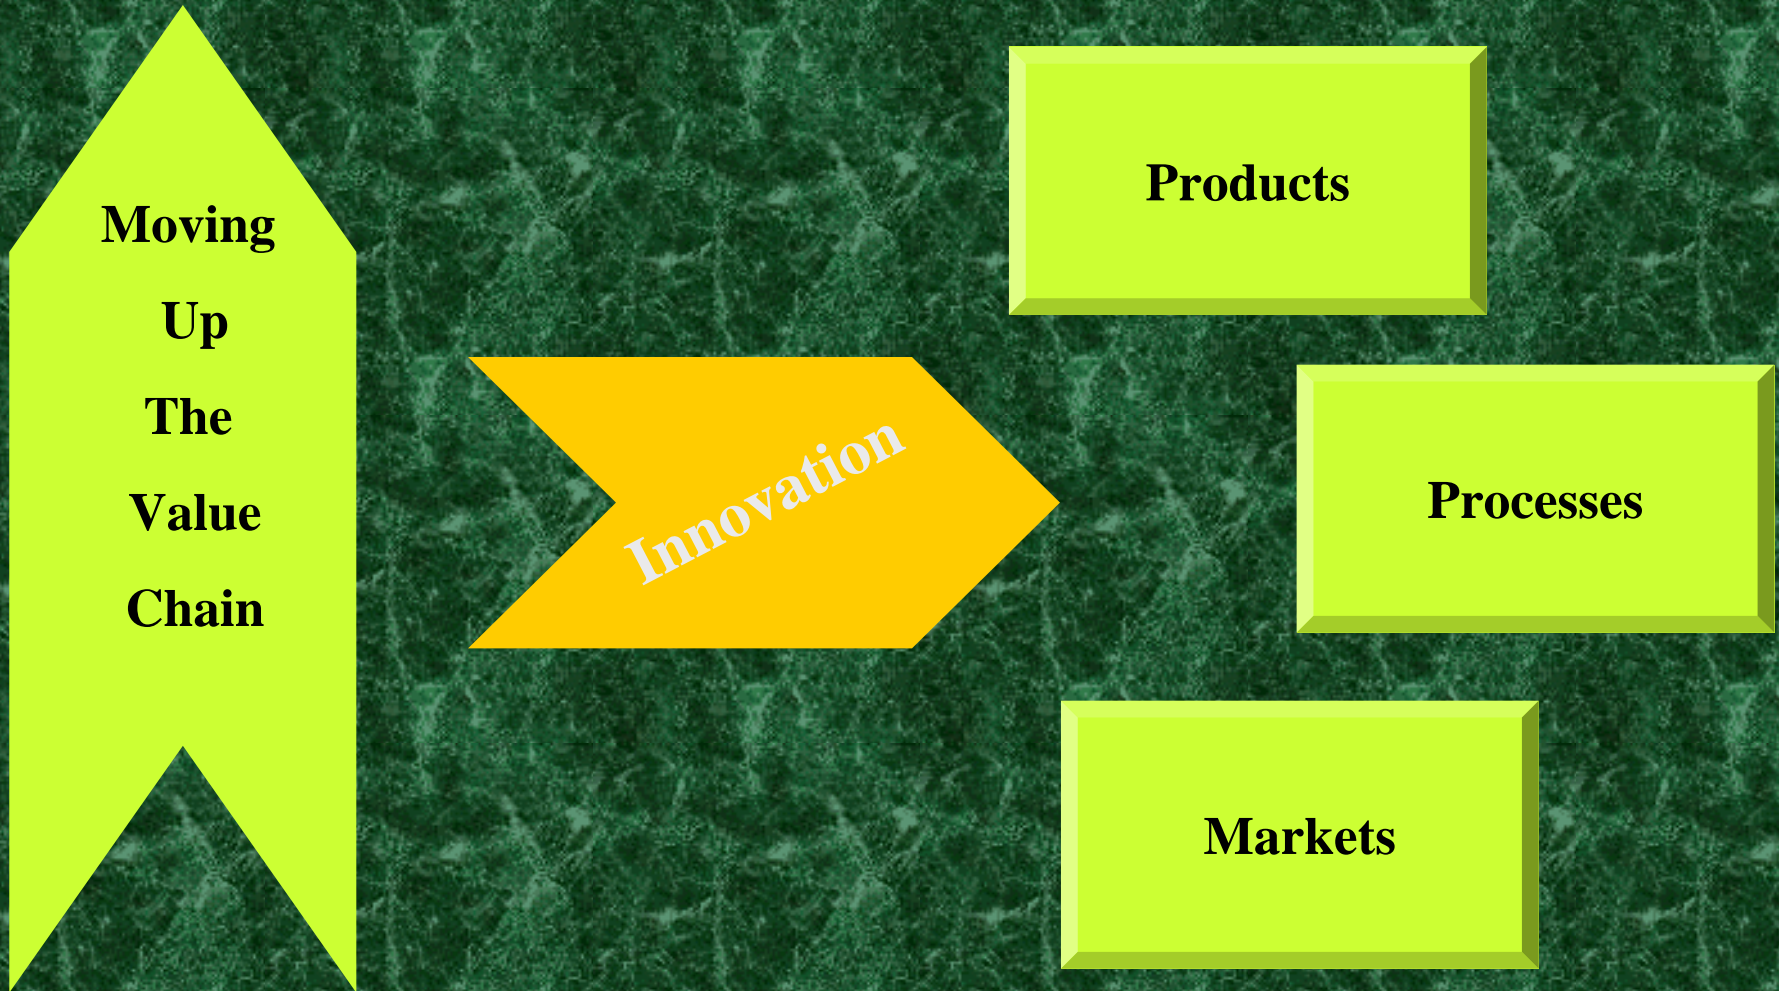 Moving
Up
The
Value
Chain
Innovation
Products
Processes
Markets